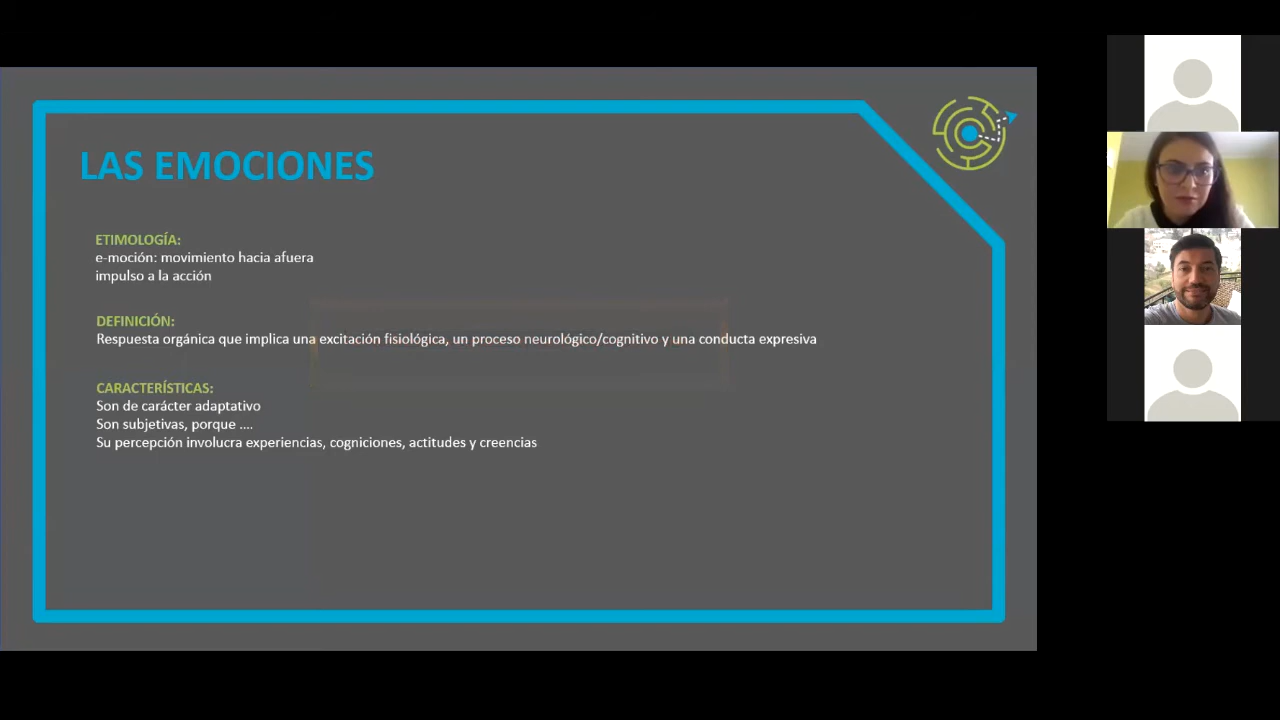 LAS EMOCIONES
ETIMOLOGÍA:
e-moción: movimiento hacia afuera
impulso a la acción
DEFINICIÓN:
Respuesta orgánica que implica una excitación fisiológica, un proceso neurológico/cognitivo y una conducta expresiva
CARACTERÍSTICAS:
Son de carácter adaptativo
Son subjetivas, porque ....
Su percepción involucra experiencias, cogniciones, actitudes y creencias